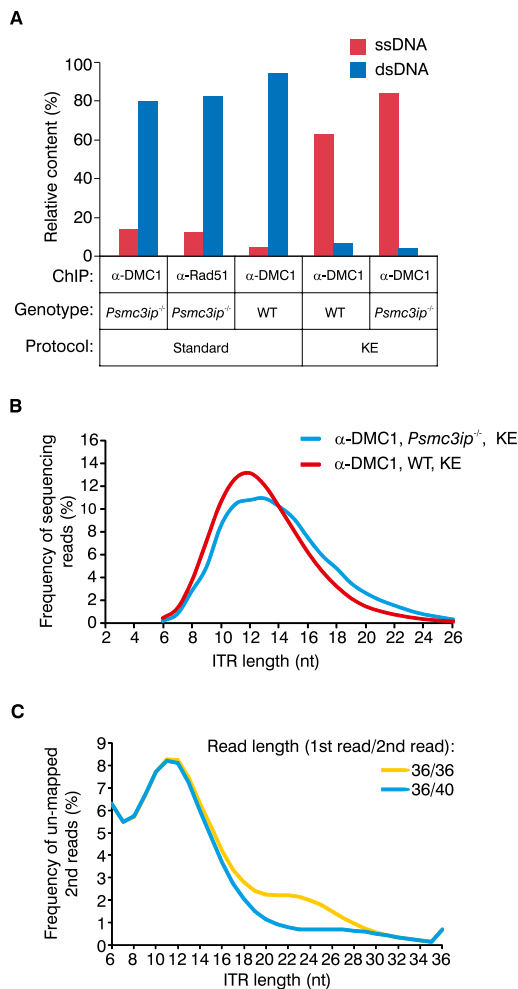 A
ssDNA
dsDNA
Relative content (%)
100
80
60
40
20
0
ChIP: α-DMC1 α-Rad51 α-DMC1 α-DMC1 α-DMC1
Genotype: Psmc3ip-/- Psmc3ip-/- WT WT Psmc3ip-/-
Protocol: Standard KE
B
α-DMC1, Psmc3ip-/-, KE
α-DMC1, WT, KE
Frequency of sequencing
reads (%)
16
14
12
10
8
6
4
2
0
2 4 6 8 10 12 14 16 18 20 22 24 26
ITR length (nt)
C
Read length (1st read/2nd read):
36/36
36/40
Frequency of un-mapped
2nd reads (%)
9
8
7
6
5
4
3
2
1
0
6 8 10 12 14 16 18 20 22 24 26 28 30 32 34 36
ITR length (nt)